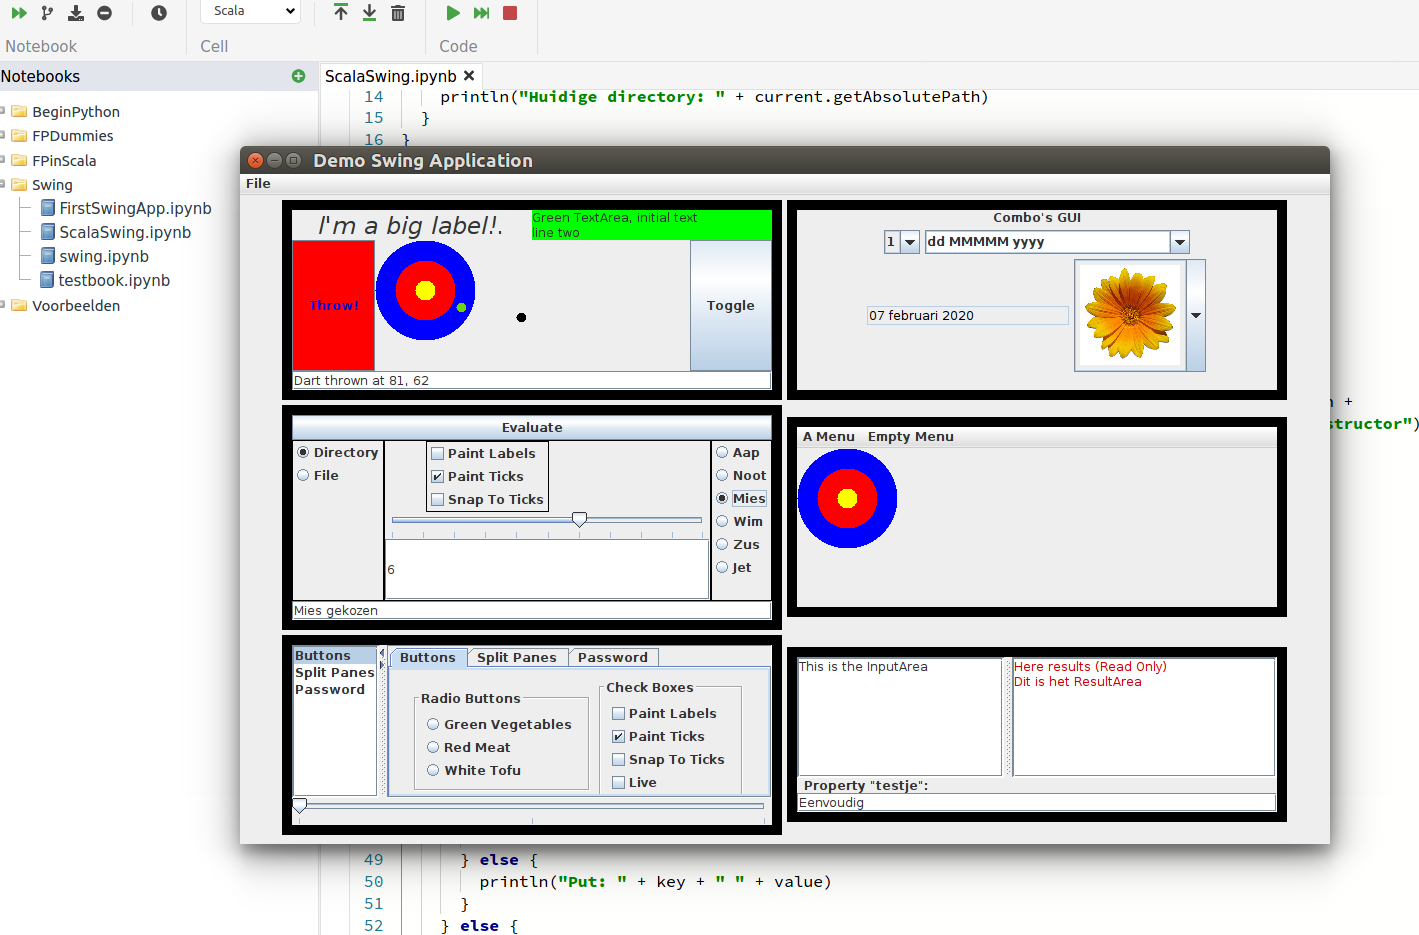 Scala
Notebook
Cell
Code
Notebooks
ScalaSwing.ipynb
BeginPython
FPDummies
FPinScala
Swing
FirstSwingApp.ipynb
ScalaSwing.ipynb
swing.ipynb
testbook.ipynb
Voorbeelden
14 println("Huidige directory: " + current.getAbsolutePath)
15 }
16 }
Demo Swing Application
File
I'm a big label!.
Green TextArea, initial text
line two
Throw!
Toggle
Dart thrown at 81, 62
Combo's GUI
1
dd MMMMM yyyy
07 februari 2020
+
structor")
Evaluate
Directory
File
Paint Labels
Paint Ticks
Snap To Ticks
6
Aap
Noot
Mies
Wim
Zus
Jet
Mies gekozen
A Menu Empty Menu
Buttons
Split Panes
Password
Buttons Split Panes Password
Radio Buttons
Green Vegetables
Red Meat
White Tofu
Check Boxes
Paint Labels
Paint Ticks
Snap To Ticks
Live
This is the InputArea
Here results (Read Only)
Dit is het ResultArea
Property "testje":
Eenvoudig
49 } else {
50 println("Put: " + key + " " + value)
51 }
52 } else {